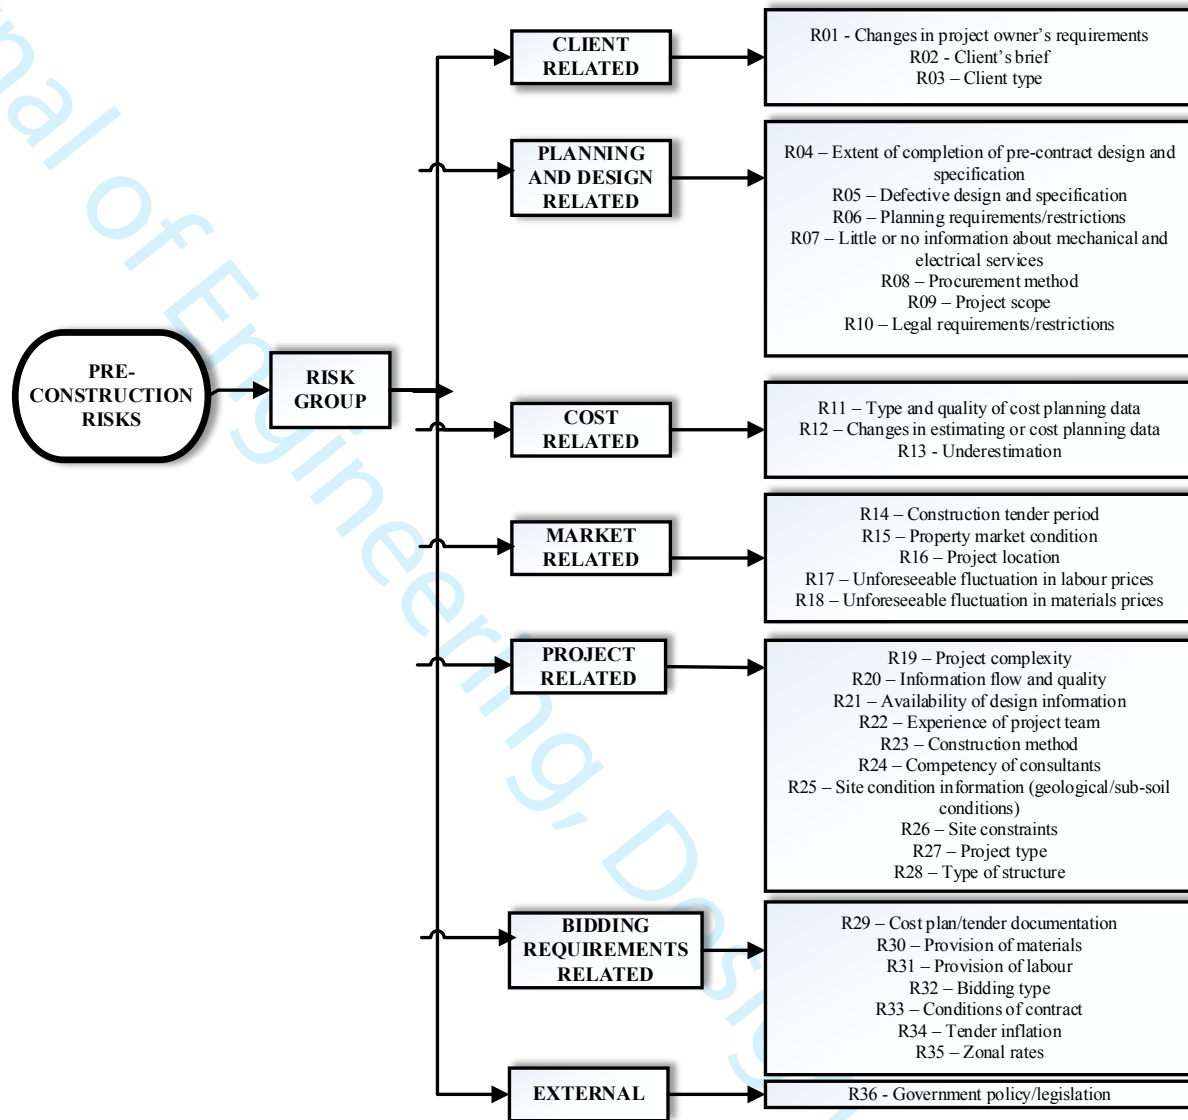 PRE-
CONSTRUCTION
RISKS
RISK
GROUP
CLIENT
RELATED
R01 - Changes in project owner’s requirements
R02 - Client’s brief
R03 – Client type
PLANNING
AND DESIGN
RELATED
R04 – Extent of completion of pre-contract design and
specification
R05 – Defective design and specification
R06 – Planning requirements/restrictions
R07 – Little or no information about mechanical and
electrical services
R08 – Procurement method
R09 – Project scope
R10 – Legal requirements/restrictions
COST
RELATED
R11 – Type and quality of cost planning data
R12 – Changes in estimating or cost planning data
R13 - Underestimation
MARKET
RELATED
R14 – Construction tender period
R15 – Property market condition
R16 – Project location
R17 – Unforeseeable fluctuation in labour prices
R18 – Unforeseeable fluctuation in materials prices
PROJECT
RELATED
R19 – Project complexity
R20 – Information flow and quality
R21 – Availability of design information
R22 – Experience of project team
R23 – Construction method
R24 – Competency of consultants
R25 – Site condition information (geological/sub-soil
conditions)
R26 – Site constraints
R27 – Project type
R28 – Type of structure
BIDDING
REQUIREMENTS
RELATED
R29 – Cost plan/tender documentation
R30 – Provision of materials
R31 – Provision of labour
R32 – Bidding type
R33 – Conditions of contract
R34 – Tender inflation
R35 – Zonal rates
EXTERNAL
R36 - Government policy/legislation
of Engineering,